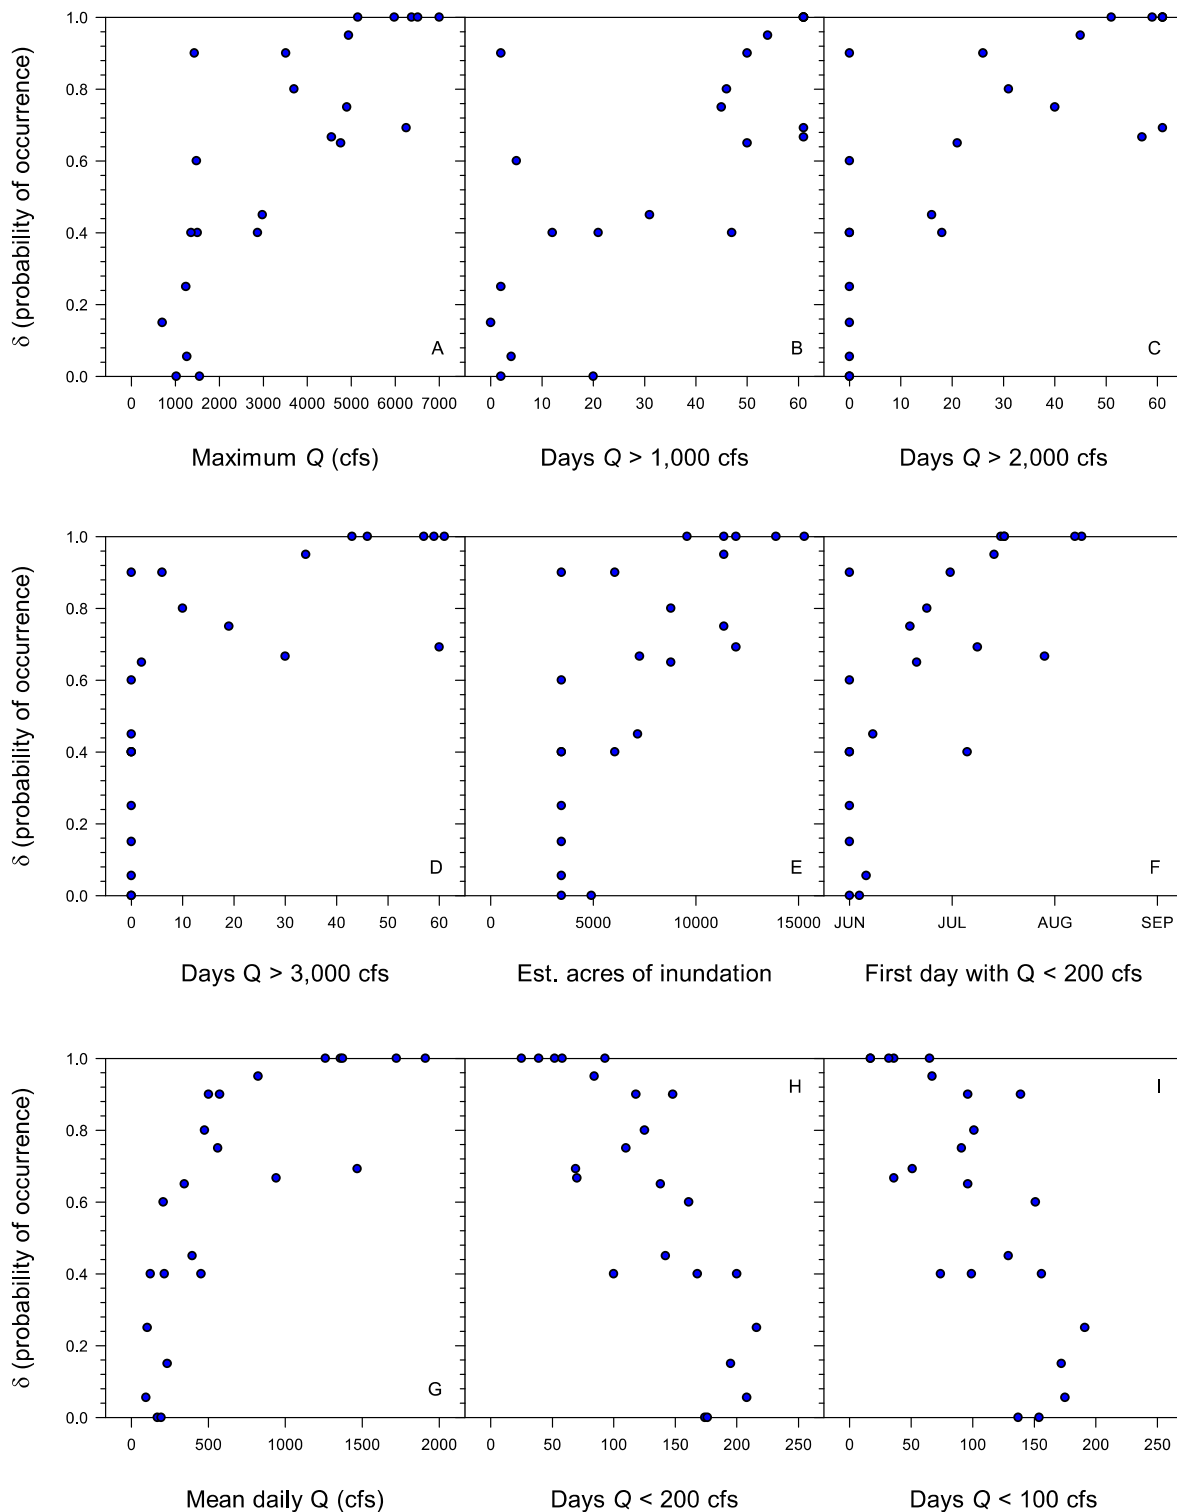 δ (probability of occurrence)
1.0
0.8
0.6
0.4
0.2
0.0
A
B
C
0 1000 2000 3000 4000 5000 6000 7000
0 10 20 30 40 50 60
0 10 20 30 40 50 60
Maximum Q (cfs)
Days Q > 1,000 cfs
Days Q > 2,000 cfs
δ (probability of occurrence)
1.0
0.8
0.6
0.4
0.2
0.0
D
E
F
0 10 20 30 40 50 60
0 5000 10000 15000
JUN JUL AUG SEP
Days Q > 3,000 cfs
Est. acres of inundation
First day with Q < 200 cfs
δ (probability of occurrence)
1.0
0.8
0.6
0.4
0.2
0.0
G
H
I
0 500 1000 1500 2000
0 50 100 150 200 250
0 50 100 150 200 250
Mean daily Q (cfs)
Days Q < 200 cfs
Days Q < 100 cfs